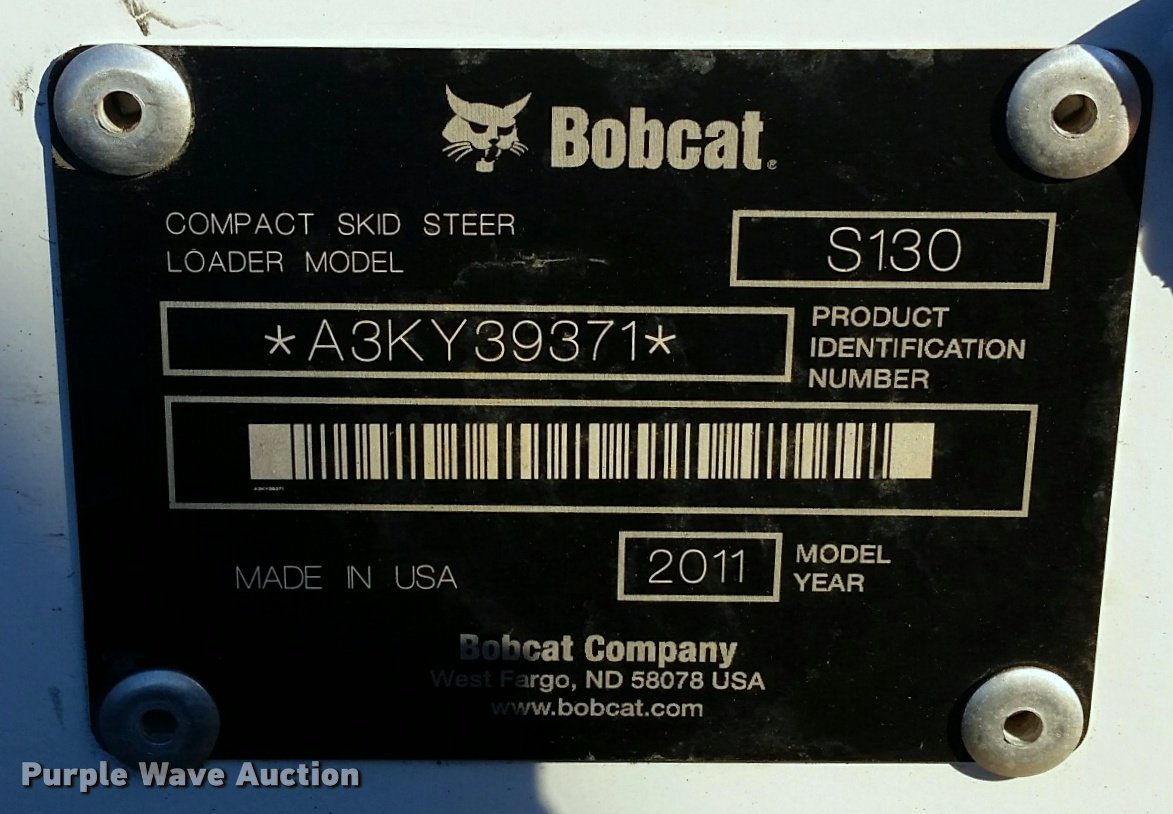 Bobcat®
COMPACT SKID STEER
LOADER MODEL
S130
*A3KY39371*
PRODUCT
IDENTIFICATION
NUMBER
A3KY39371
MADE IN USA
2011
MODEL
YEAR
Bobcat Company
West Fargo, ND 58078 USA
www.bobcat.com
Purple Wave Auction